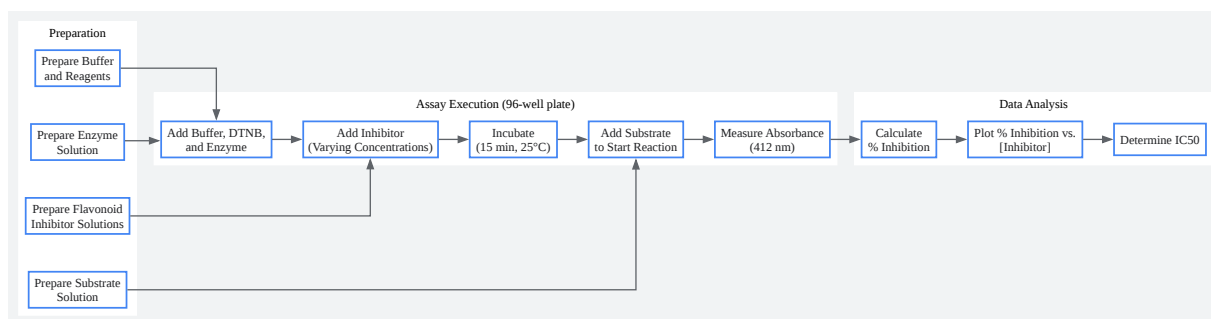 Preparation
Prepare Buffer
and Reagents
Prepare Enzyme
Solution
Prepare Flavonoid
Inhibitor Solutions
Prepare Substrate
Solution
Assay Execution (96-well plate)
Add Buffer, DTNB,
and Enzyme
Add Inhibitor
(Varying Concentrations)
Incubate
(15 min, 25°C)
Add Substrate
to Start Reaction
Measure Absorbance
(412 nm)
Data Analysis
Calculate
% Inhibition
Plot % Inhibition vs.
[Inhibitor]
Determine IC50